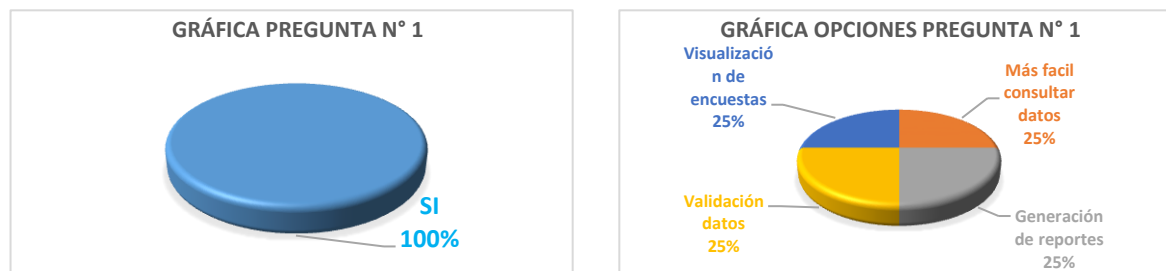 GRÁFICA PREGUNTA N° 1
SI
100%
GRÁFICA OPCIONES PREGUNTA N° 1
Visualizació
n de
encuestas
25%
Más facil
consultar
datos
25%
Validación
datos
25%
Generación
de reportes
25%